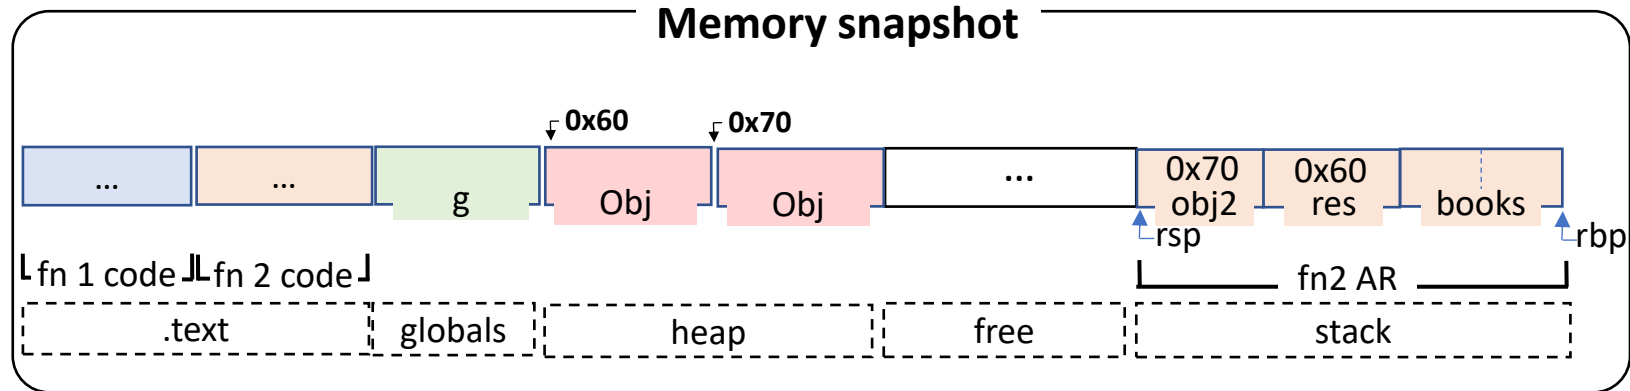 Memory snapshot
0x60
0x70
...
...
g
Obj
Obj
...
0x70
obj2
0x60
res
books
rsp
rbp
fn 1 code
fn 2 code
fn2 AR
.text
globals
heap
free
stack